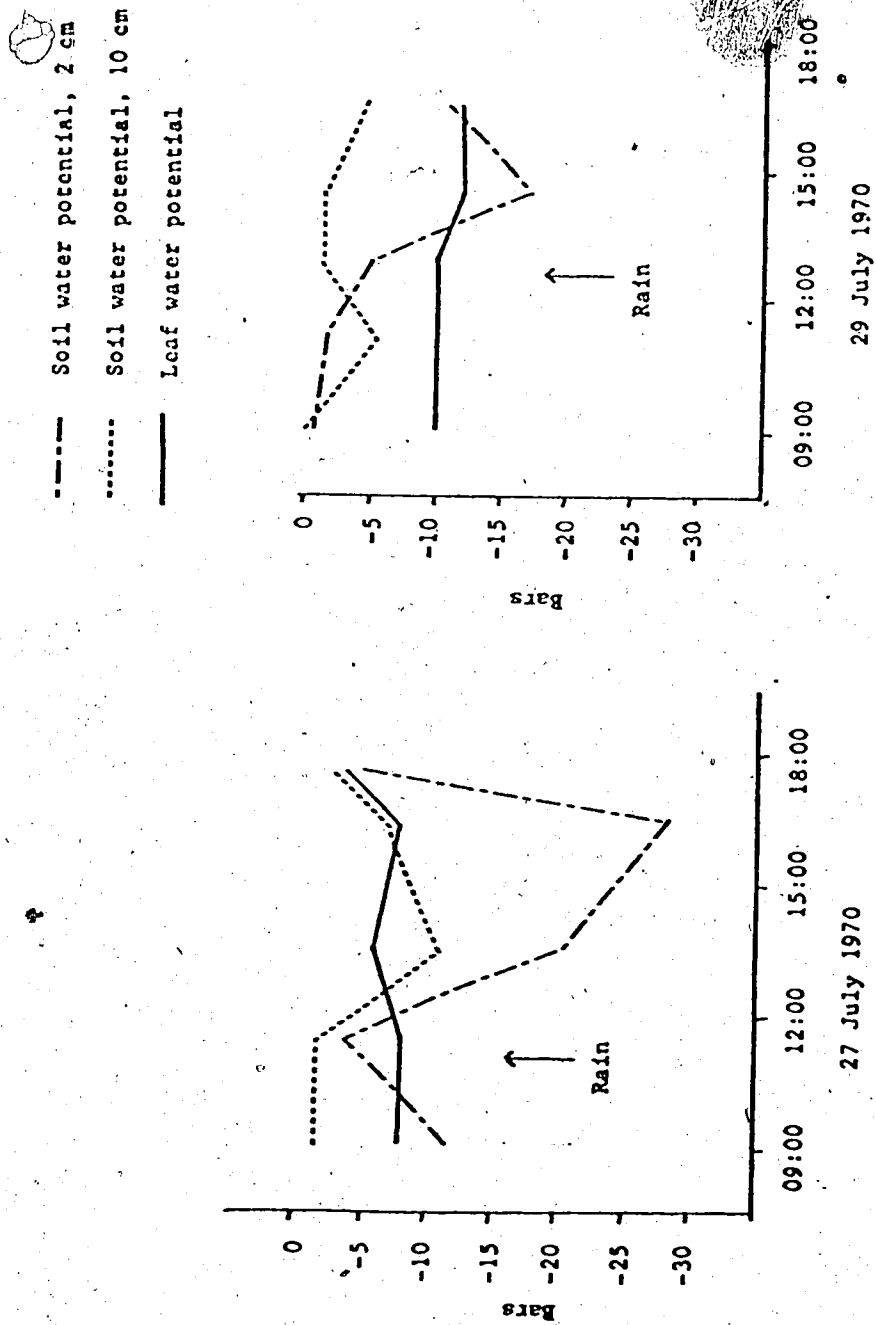 Soil water potential, 2 cm
Soil water potential, 10 cm
Leaf water potential
0
-5
-10
-15
-20
-25
-30
Bars
09:00
12:00
15:00
18:00
Rain
27 July 1970
0
-5
-10
-15
-20
-25
-30
Bars
09:00
12:00
15:00
18:00
Rain
29 July 1970